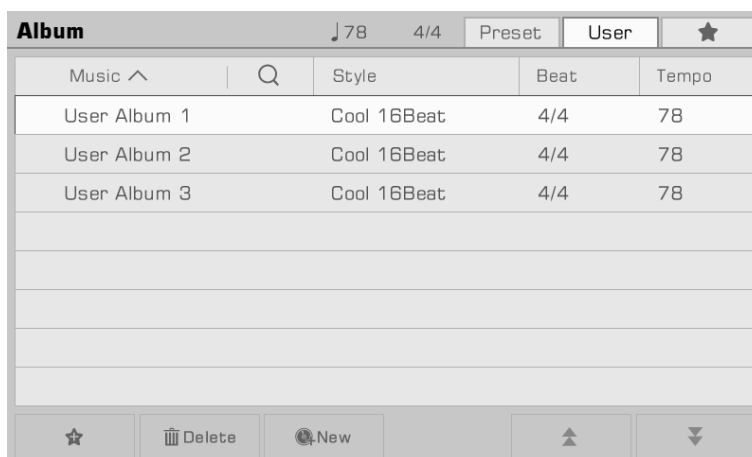 Album 78 4/4 Preset User
Music Style Beat Tempo
User Album 1 Cool 16Beat 4/4 78
User Album 2 Cool 16Beat 4/4 78
User Album 3 Cool 16Beat 4/4 78
Delete New